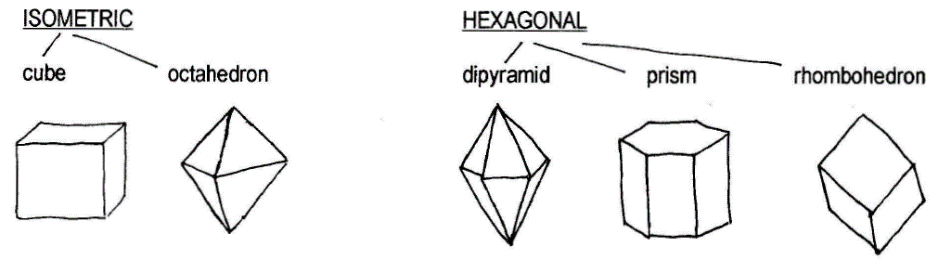 ISOMETRIC
cube octahedron
HEXAGONAL
dipyramid prism rhombohedron